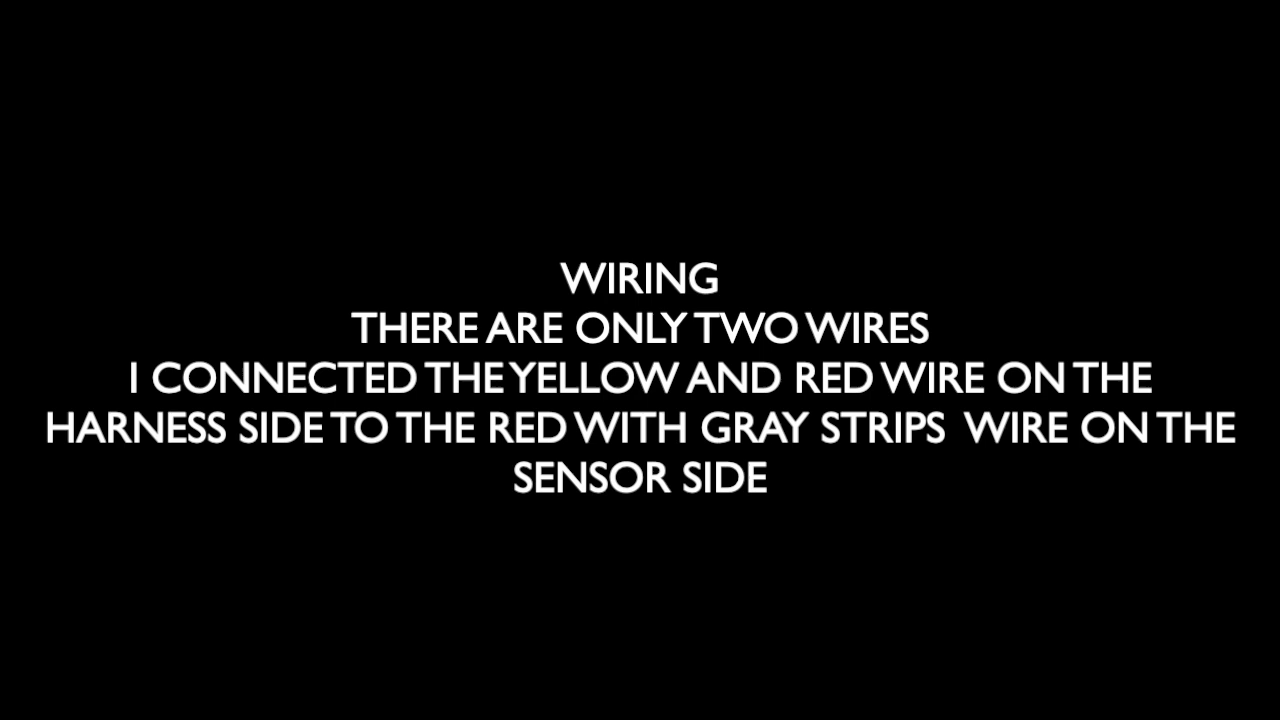 WIRING
THERE ARE ONLY TWO WIRES
I CONNECTED THE YELLOW AND RED WIRE ON THE
HARNESS SIDE TO THE RED WITH GRAY STRIPS WIRE ON THE
SENSOR SIDE